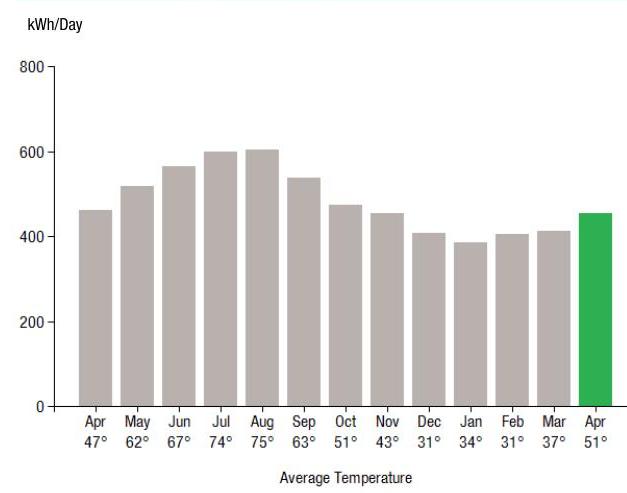 kWh/Day
800
600
400
200
0
Apr May Jun Jul Aug Sep Oct Nov Dec Jan Feb Mar Apr
47° 62° 67° 74° 75° 63° 51° 43° 31° 34° 31° 37° 51°
Average Temperature